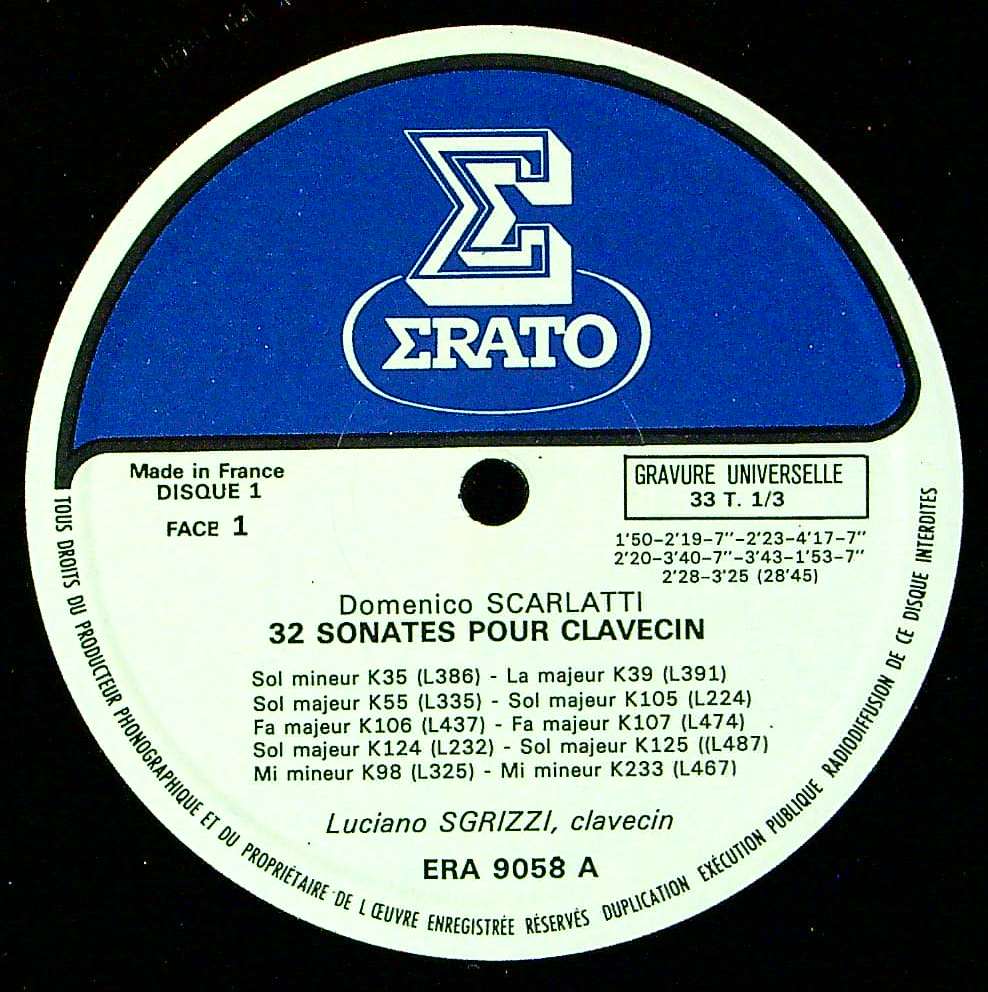 ΣRATO
Made in France
DISQUE 1
FACE 1
GRAVURE UNIVERSELLE
33 T. 1/3
1'50-2'19-7"-2'23-4'17-7"
2'20-3'40-7"-3'43-1'53-7"
2'28-3'25 (28'45)
Domenico SCARLATTI
32 SONATES POUR CLAVECIN
Sol mineur K35 (L386) - La majeur K39 (L391)
Sol majeur K55 (L335) - Sol majeur K105 (L224)
Fa majeur K106 (L437) - Fa majeur K107 (L474)
Sol majeur K124 (L232) - Sol majeur K125 ((L487)
Mi mineur K98 (L325) - Mi mineur K233 (L467)
Luciano SGRIZZI, clavecin
ERA 9058 A
TOUS DROITS DU PRODUCTEUR PHONOGRAPHIQUE ET DU PROPRIÉTAIRE DE L ŒUVRE ENREGISTRÉE RÉSERVÉS DUPLICATION EXÉCUTION PUBLIQUE RADIODIFFUSION DE CE DISQUE INTERDITES